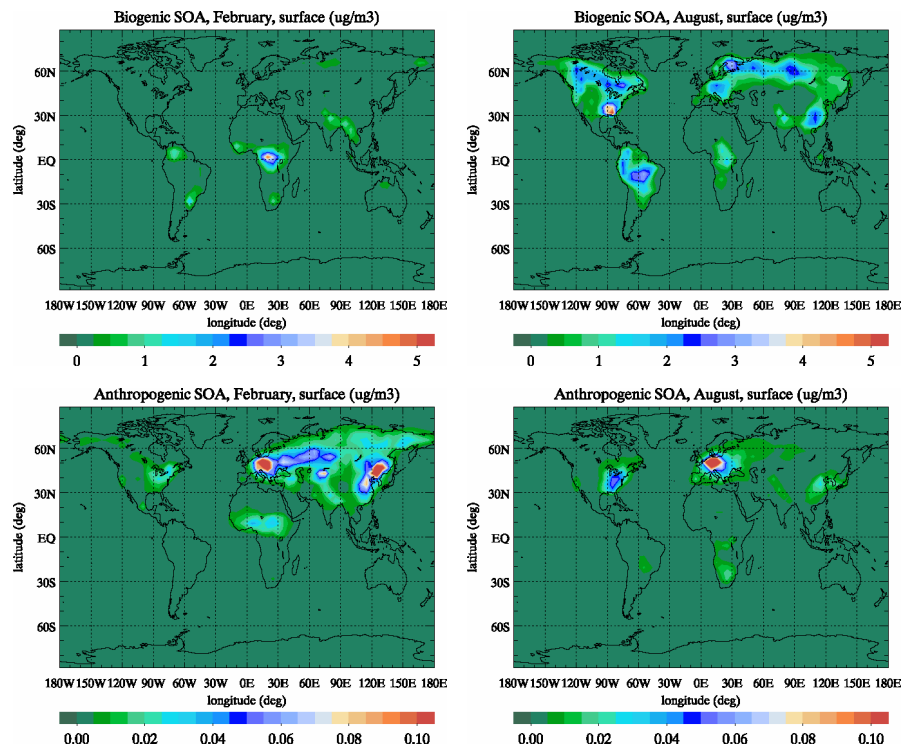 Biogenic SOA, February, surface (ug/m3)
latitude (deg)
60N
30N
EQ
30S
60S
180W 150W 120W 90W 60W 30W 0E 30E 60E 90E 120E 150E 180E
longitude (deg)
0 1 2 3 4 5
Biogenic SOA, August, surface (ug/m3)
latitude (deg)
60N
30N
EQ
30S
60S
180W 150W 120W 90W 60W 30W 0E 30E 60E 90E 120E 150E 180E
longitude (deg)
0 1 2 3 4 5
Anthropogenic SOA, February, surface (ug/m3)
latitude (deg)
60N
30N
EQ
30S
60S
180W 150W 120W 90W 60W 30W 0E 30E 60E 90E 120E 150E 180E
longitude (deg)
0.00 0.02 0.04 0.06 0.08 0.10
Anthropogenic SOA, August, surface (ug/m3)
latitude (deg)
60N
30N
EQ
30S
60S
180W 150W 120W 90W 60W 30W 0E 30E 60E 90E 120E 150E 180E
longitude (deg)
0.00 0.02 0.04 0.06 0.08 0.10